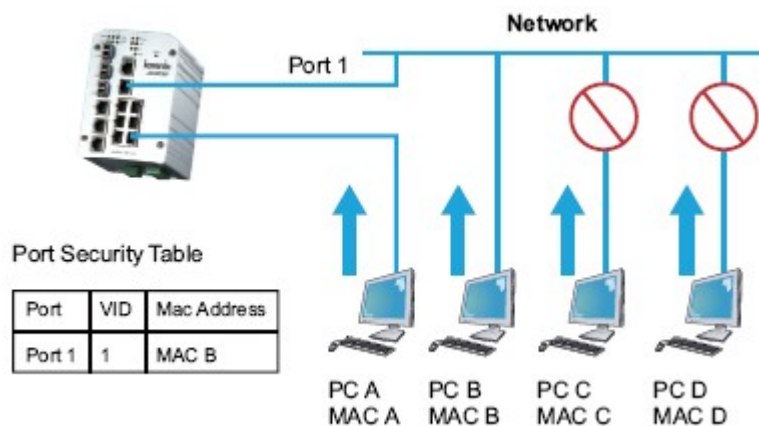 Network
Port 1
Port Security Table
Port VID Mac Address
Port 1 1 MAC B
PC A PC B PC C PC D
MAC A MAC B MAC C MAC D